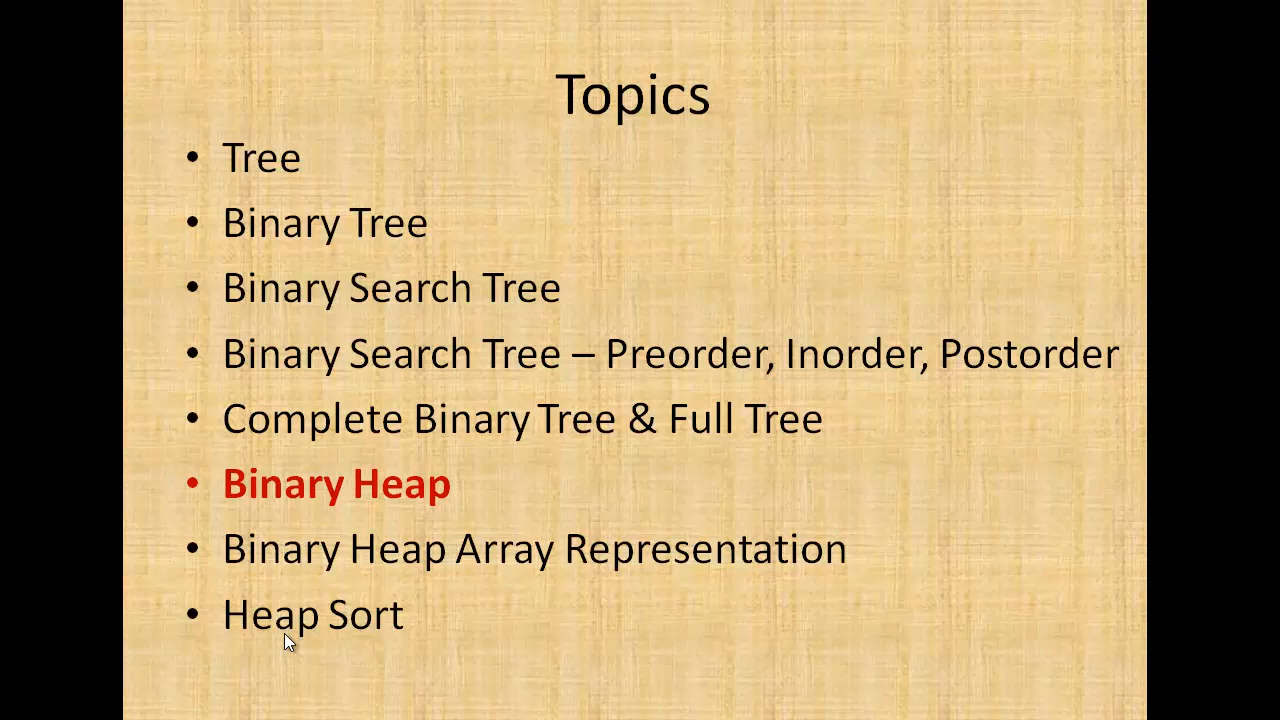 Topics
• Tree
• Binary Tree
• Binary Search Tree
• Binary Search Tree – Preorder, Inorder, Postorder
• Complete Binary Tree & Full Tree
• Binary Heap
• Binary Heap Array Representation
• Heap Sort